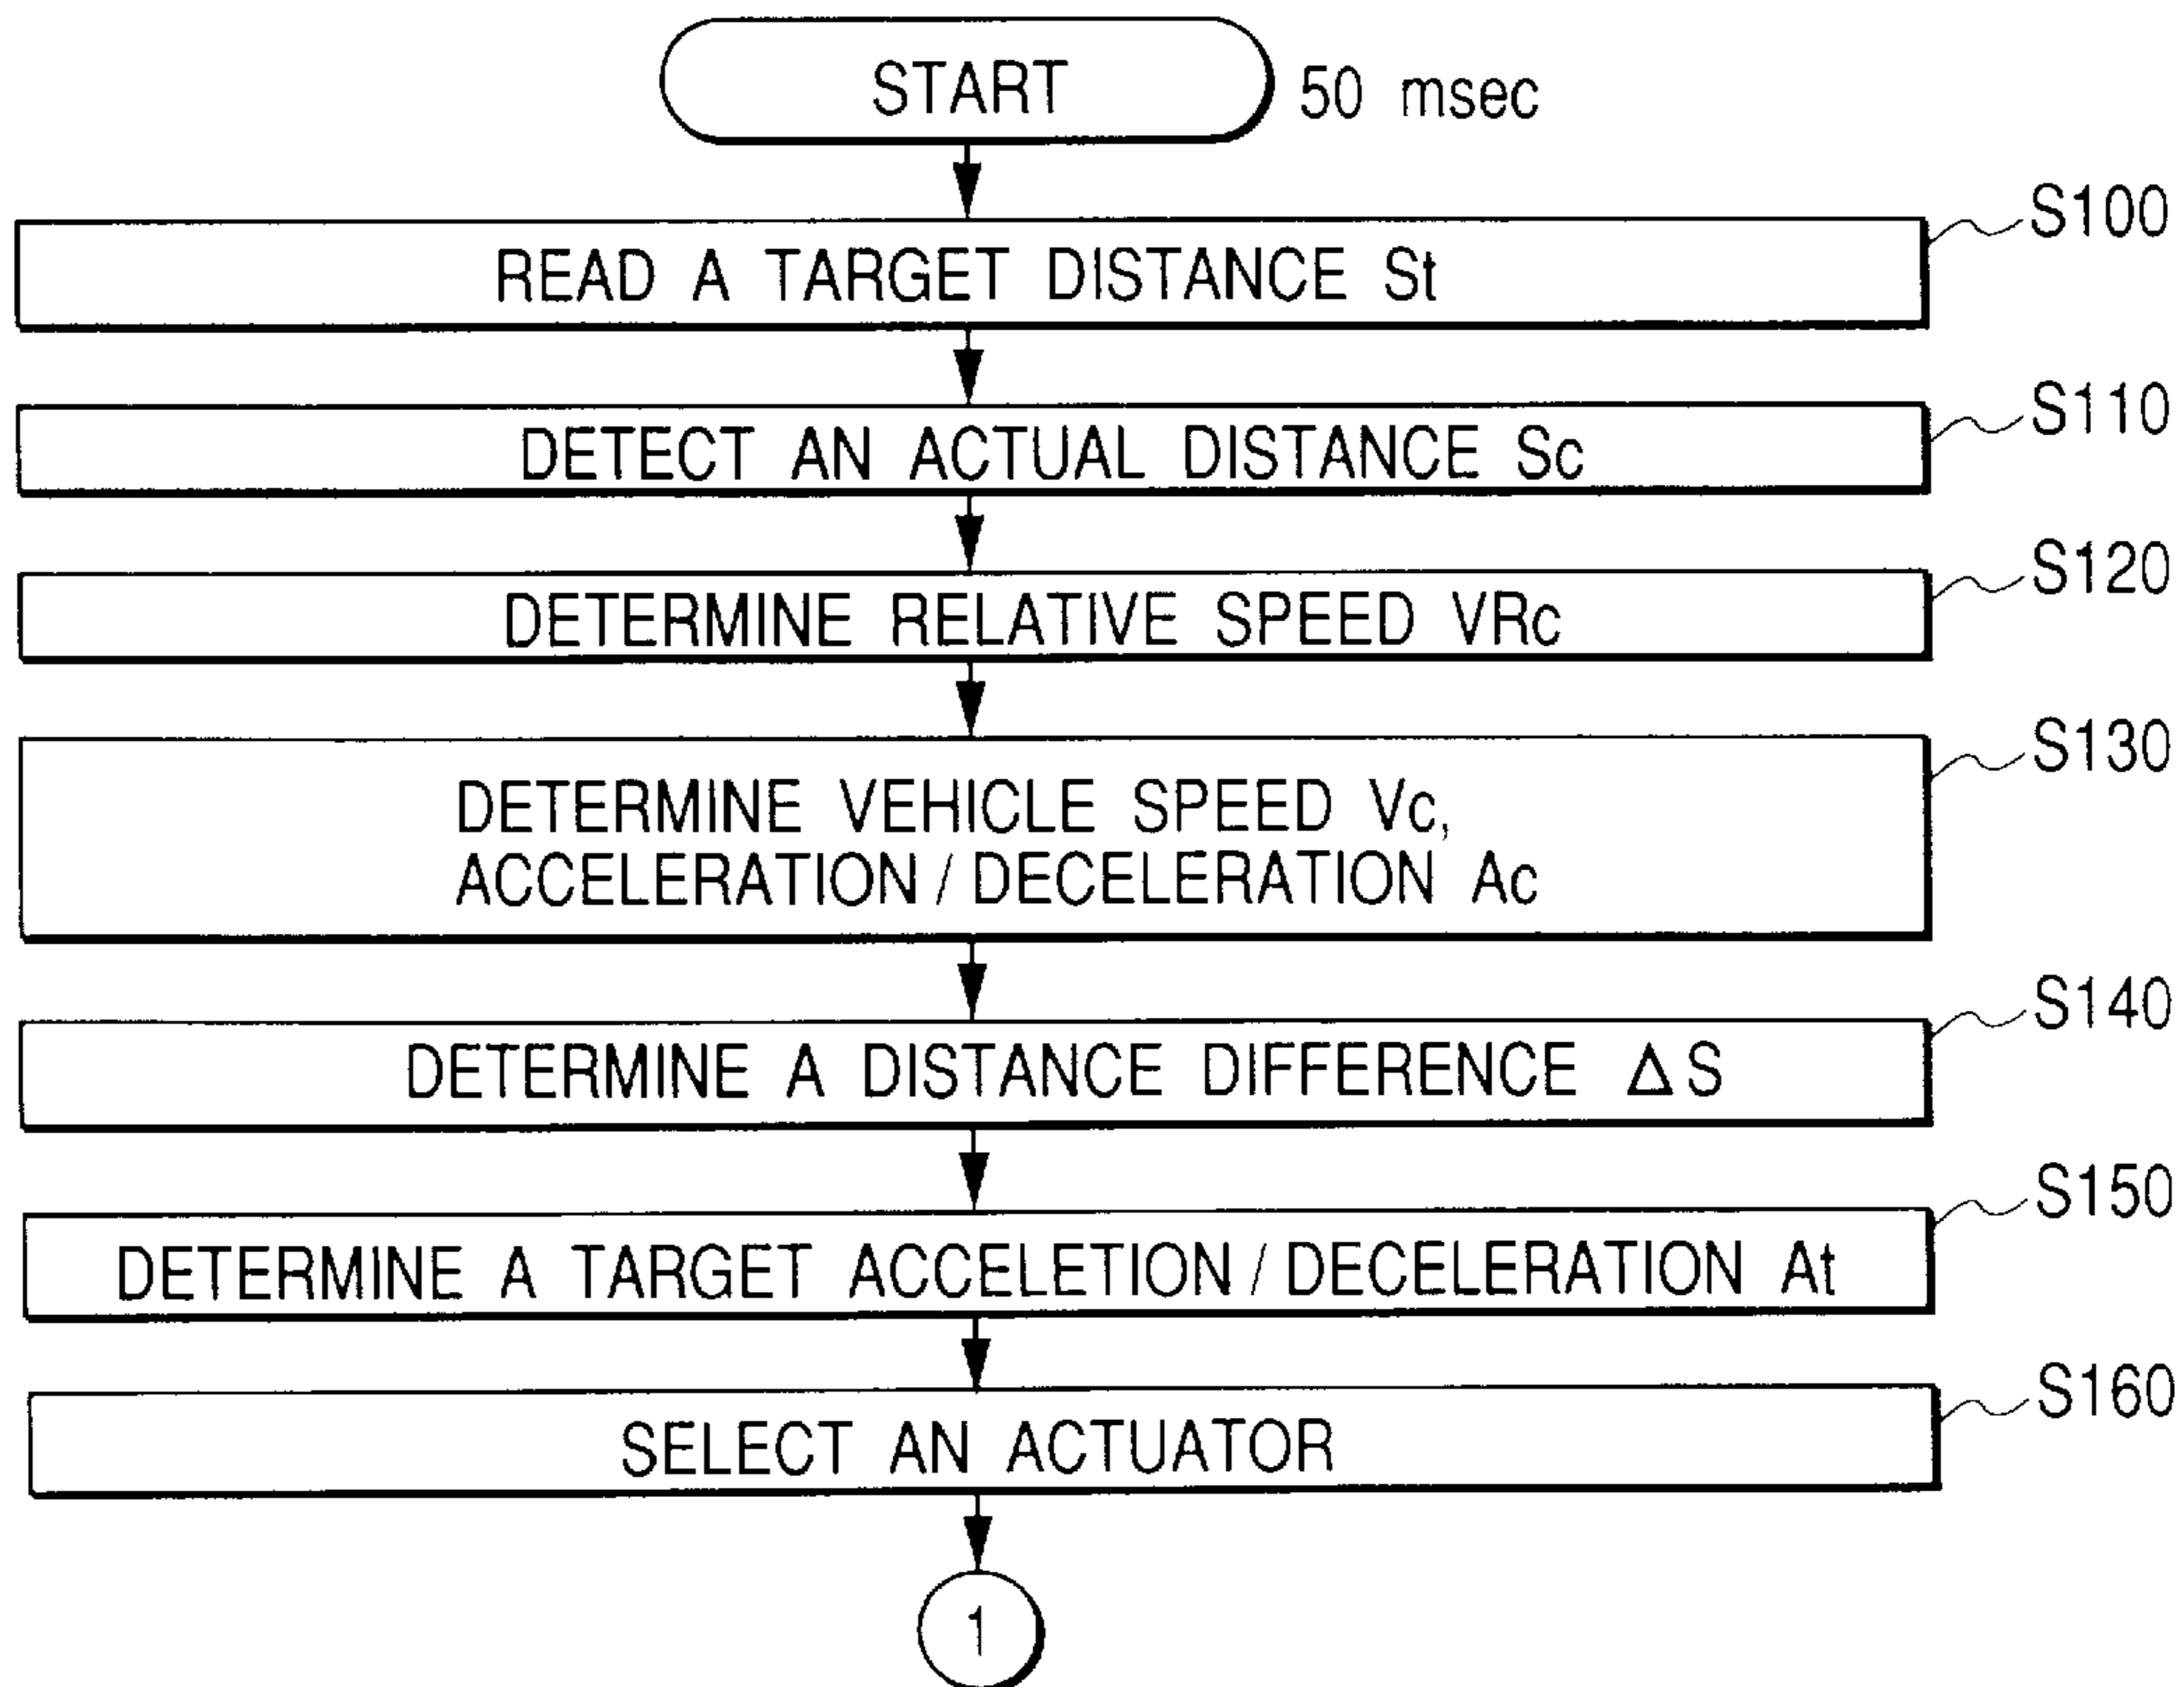 START 50 msec
S100
READ A TARGET DISTANCE St
S110
DETECT AN ACTUAL DISTANCE Sc
S120
DETERMINE RELATIVE SPEED VRc
S130
DETERMINE VEHICLE SPEED Vc,
ACCELERATION / DECELERATION Ac
S140
DETERMINE A DISTANCE DIFFERENCE ΔS
S150
DETERMINE A TARGET ACCELETION / DECELERATION At
S160
SELECT AN ACTUATOR
1